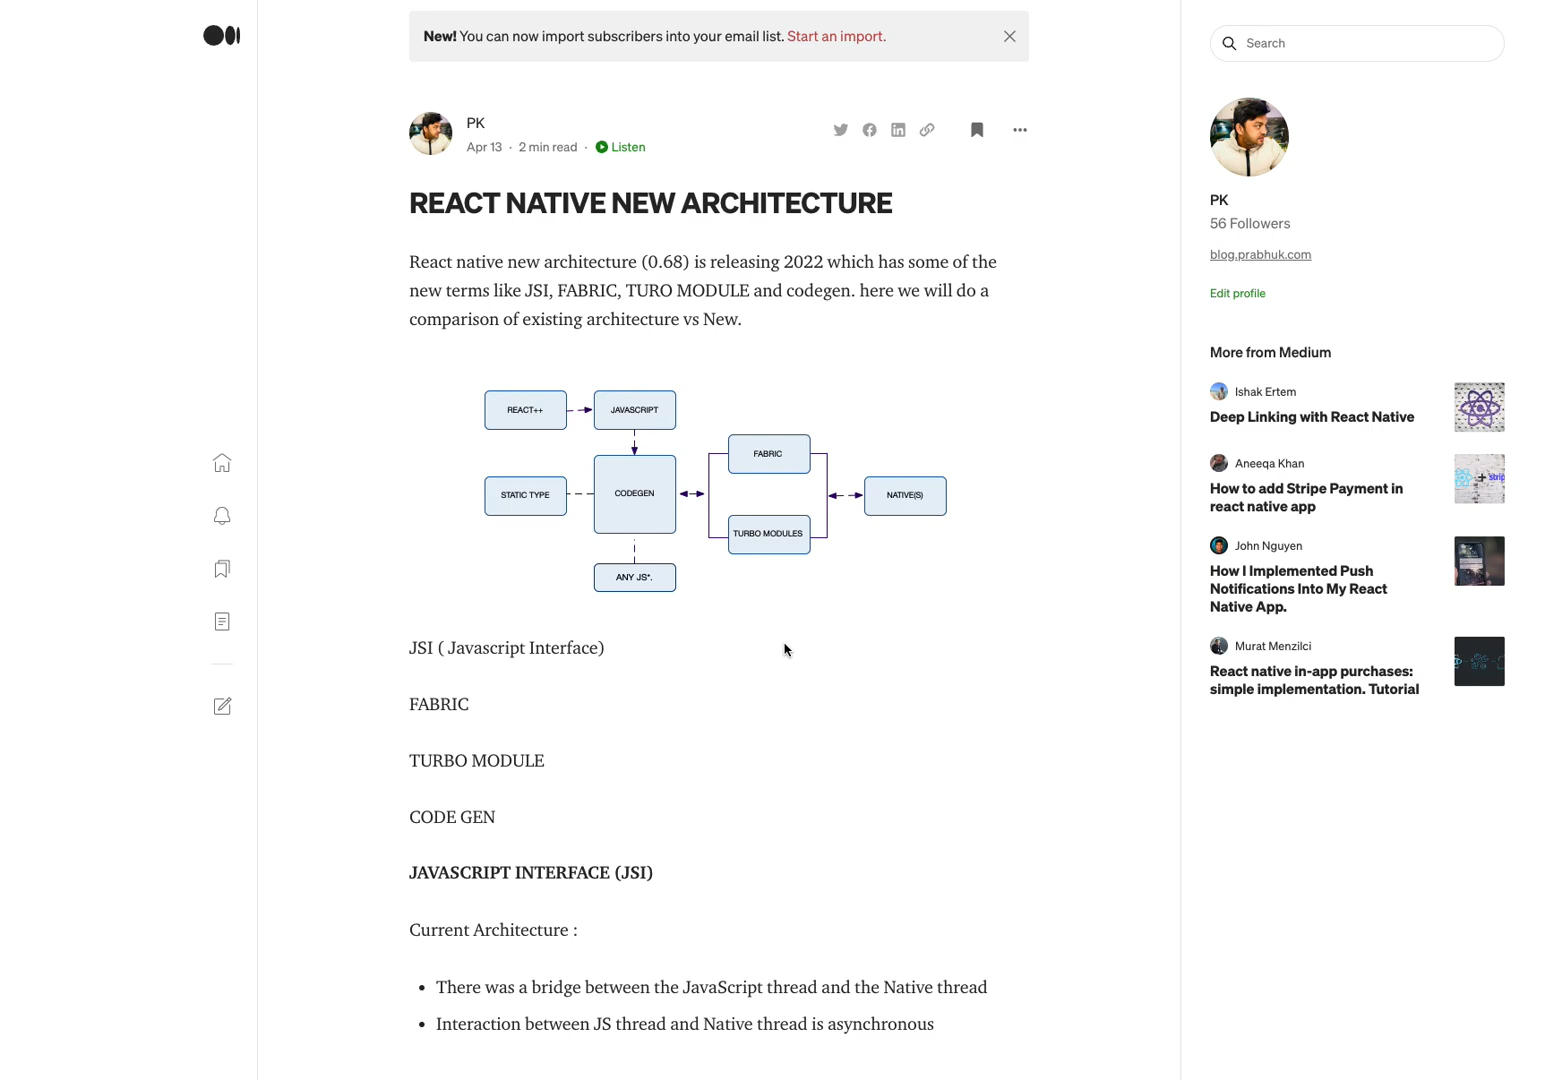 New! You can now import subscribers into your email list. Start an import.
PK
Apr 13 · 2 min read · Listen
REACT NATIVE NEW ARCHITECTURE
React native new architecture (0.68) is releasing 2022 which has some of the
new terms like JSI, FABRIC, TURO MODULE and codegen. here we will do a
comparison of existing architecture vs New.
REACT++
JAVASCRIPT
FABRIC
STATIC TYPE
CODEGEN
NATIVE(S)
TURBO MODULES
ANY JS*.
JSI ( Javascript Interface)
FABRIC
TURBO MODULE
CODE GEN
JAVASCRIPT INTERFACE (JSI)
Current Architecture :
• There was a bridge between the JavaScript thread and the Native thread
• Interaction between JS thread and Native thread is asynchronous
Search
PK
56 Followers
blog.prabhuk.com
Edit profile
More from Medium
Ishak Ertem
Deep Linking with React Native
Aneeqa Khan
How to add Stripe Payment in
react native app
+ strip
John Nguyen
How I Implemented Push
Notifications Into My React
Native App.
Murat Menzilci
React native in-app purchases:
simple implementation. Tutorial